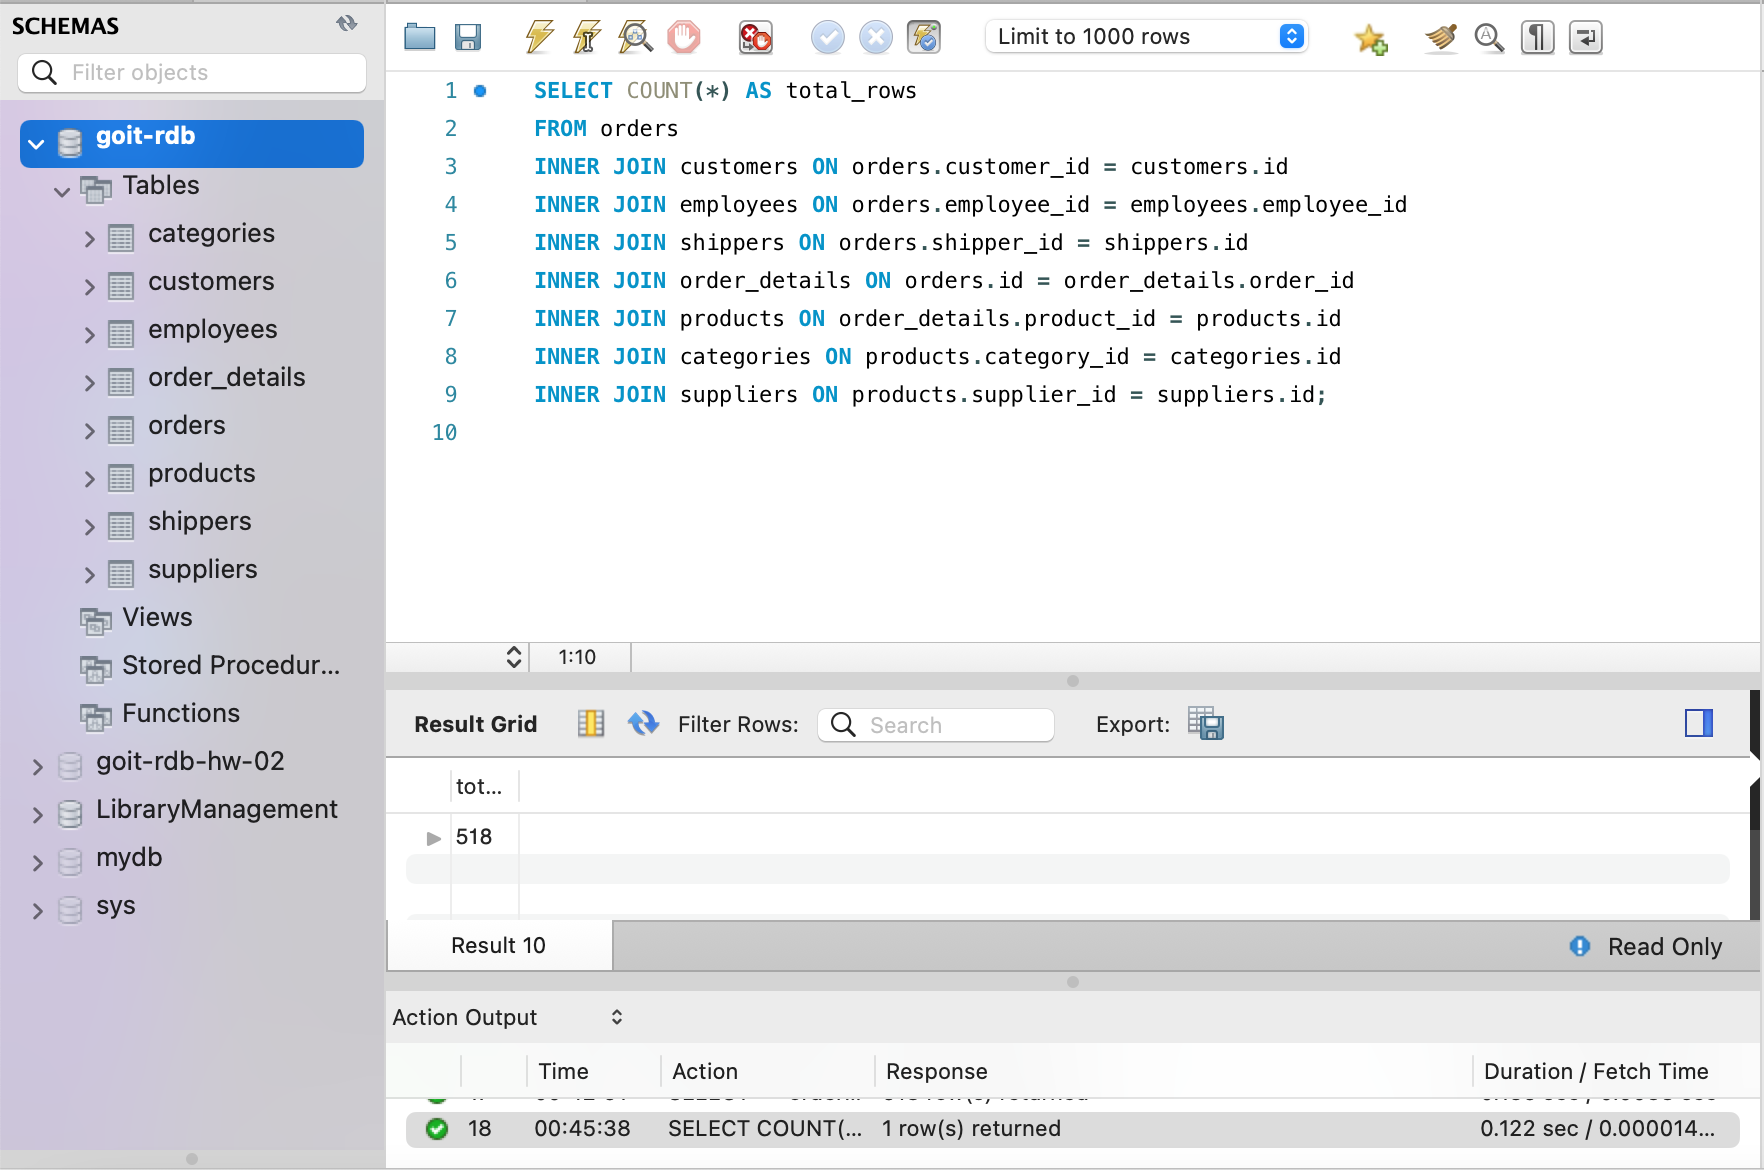 SCHEMAS
Filter objects
goit-rdb
Tables
categories
customers
employees
order_details
orders
products
shippers
suppliers
Views
Stored Procedur...
Functions
goit-rdb-hw-02
LibraryManagement
mydb
sys
Limit to 1000 rows
1 SELECT COUNT(*) AS total_rows
2 FROM orders
3 INNER JOIN customers ON orders.customer_id = customers.id
4 INNER JOIN employees ON orders.employee_id = employees.employee_id
5 INNER JOIN shippers ON orders.shipper_id = shippers.id
6 INNER JOIN order_details ON orders.id = order_details.order_id
7 INNER JOIN products ON order_details.product_id = products.id
8 INNER JOIN categories ON products.category_id = categories.id
9 INNER JOIN suppliers ON products.supplier_id = suppliers.id;
10
1:10
Result Grid Filter Rows: Search Export:
tot...
518
Result 10 Read Only
Action Output
Time Action Response Duration / Fetch Time
18 00:45:38 SELECT COUNT(... 1 row(s) returned 0.122 sec / 0.000014...